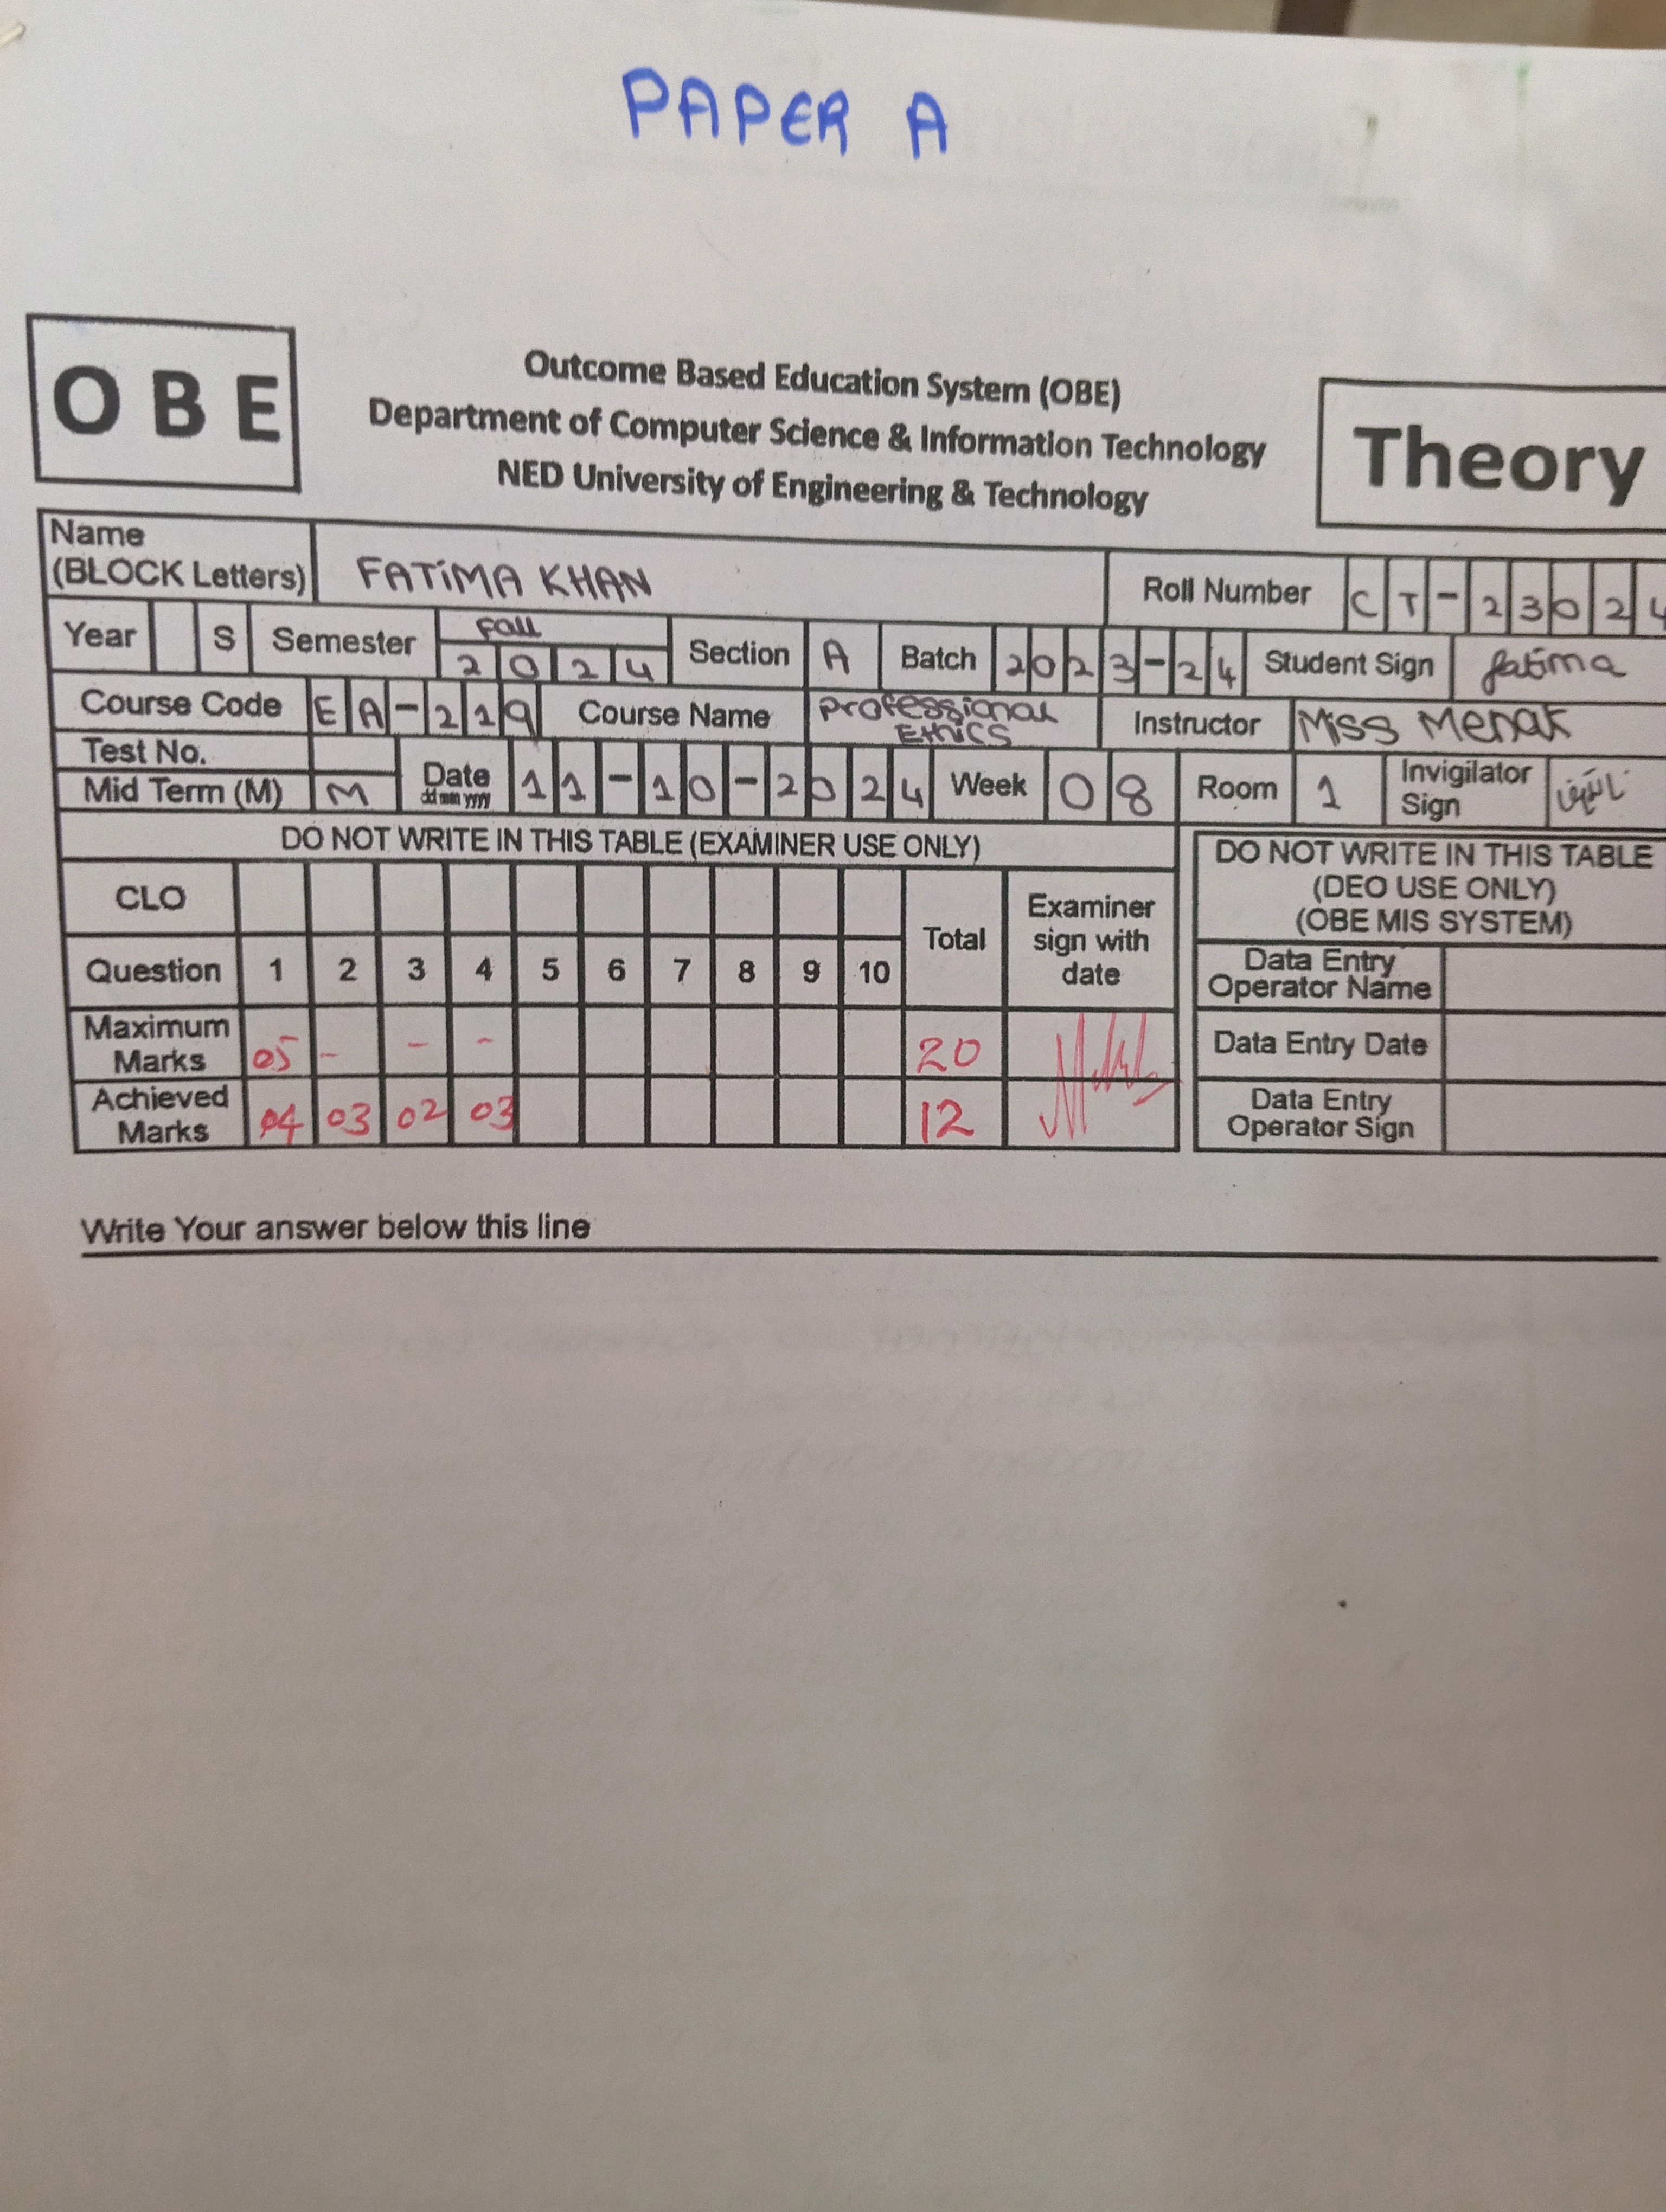 PAPER A
OBE
Outcome Based Education System (OBE)
Department of Computer Science & Information Technology
NED University of Engineering & Technology
Theory
Name
(BLOCK Letters)
FATIMA KHAN
Roll Number
CT-23024
Year S
Semester
Fall
2024
Section A
Batch 2023-24
Student Sign fatima
Course Code EA-219
Course Name
Professional
Ethics
Instructor Miss Mehak
Test No.
Mid Term (M) M
Date
dd mm yyyy
11-10-2024
Week 08
Room 1
Invigilator
Sign
DO NOT WRITE IN THIS TABLE (EXAMINER USE ONLY)
CLO
Question 1 2 3 4 5 6 7 8 9 10
Total
Examiner
sign with
date
Maximum
Marks
05 - - - 20
Achieved
Marks
04 03 02 03 12
DO NOT WRITE IN THIS TABLE
(DEO USE ONLY)
(OBE MIS SYSTEM)
Data Entry
Operator Name
Data Entry Date
Data Entry
Operator Sign
Write Your answer below this line